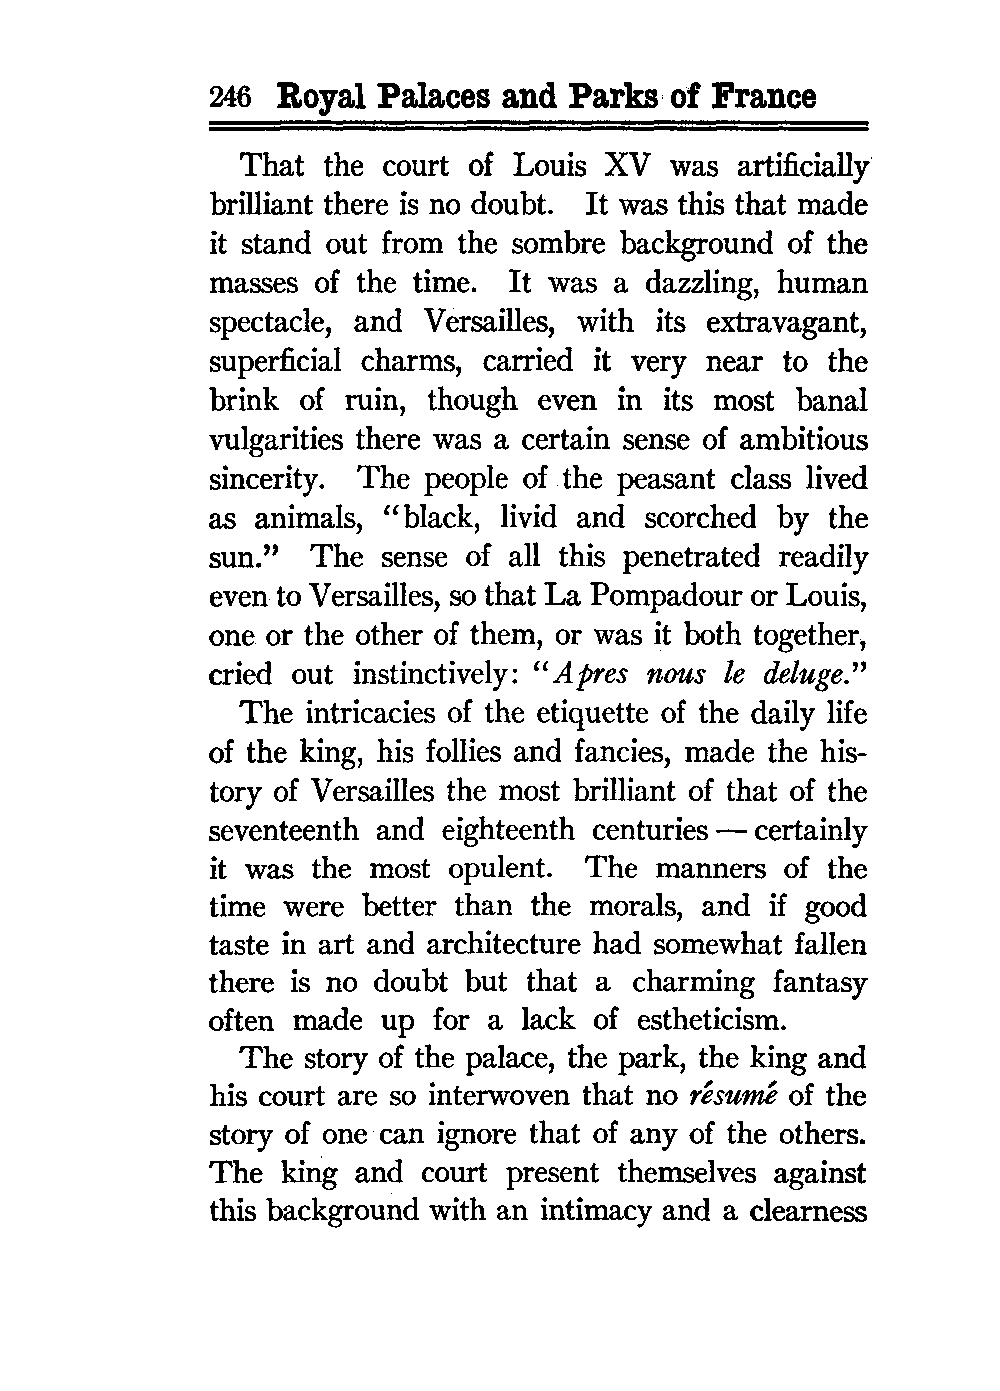 246 Royal Palaces and Parks of France
That the court of Louis XV was artificially
brilliant there is no doubt. It was this that made
it stand out from the sombre background of the
masses of the time. It was a dazzling, human
spectacle, and Versailles, with its extravagant,
superficial charms, carried it very near to the
brink of ruin, though even in its most banal
vulgarities there was a certain sense of ambitious
sincerity. The people of the peasant class lived
as animals, “black, livid and scorched by the
sun.” The sense of all this penetrated readily
even to Versailles, so that La Pompadour or Louis,
one or the other of them, or was it both together,
cried out instinctively: “Apres nous le deluge.”
The intricacies of the etiquette of the daily life
of the king, his follies and fancies, made the his-
tory of Versailles the most brilliant of that of the
seventeenth and eighteenth centuries — certainly
it was the most opulent. The manners of the
time were better than the morals, and if good
taste in art and architecture had somewhat fallen
there is no doubt but that a charming fantasy
often made up for a lack of estheticism.
The story of the palace, the park, the king and
his court are so interwoven that no résumé of the
story of one can ignore that of any of the others.
The king and court present themselves against
this background with an intimacy and a clearness